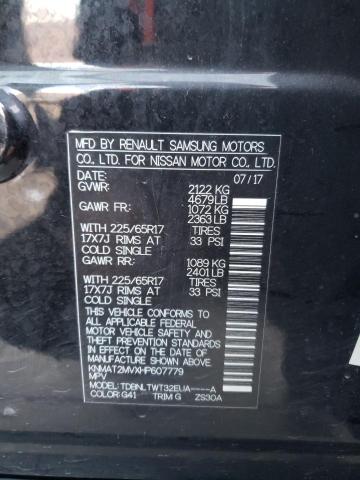 MFD BY RENAULT SAMSUNG MOTORS
CO., LTD. FOR NISSAN MOTOR CO., LTD.
DATE: 07/17
GVWR: 2122 KG
4679LB
GAWR FR: 1072 KG
2363LB
WITH 225/65R17 TIRES
17X7J RIMS AT 33 PSI
COLD SINGLE
GAWR RR: 1089 KG
2401LB
WITH 225/65R17 TIRES
17X7J RIMS AT 33 PSI
COLD SINGLE
THIS VEHICLE CONFORMS TO
ALL APPLICABLE FEDERAL
MOTOR VEHICLE SAFETY AND
THEFT PREVENTION STANDARDS
IN EFFECT ON THE DATE OF
MANUFACTURE SHOWN ABOVE.
KNMAT2MVXHP607779
MPV
MODEL: TDBNLTWT32EUA----A
COLOR: G41 TRIM G ZS30A